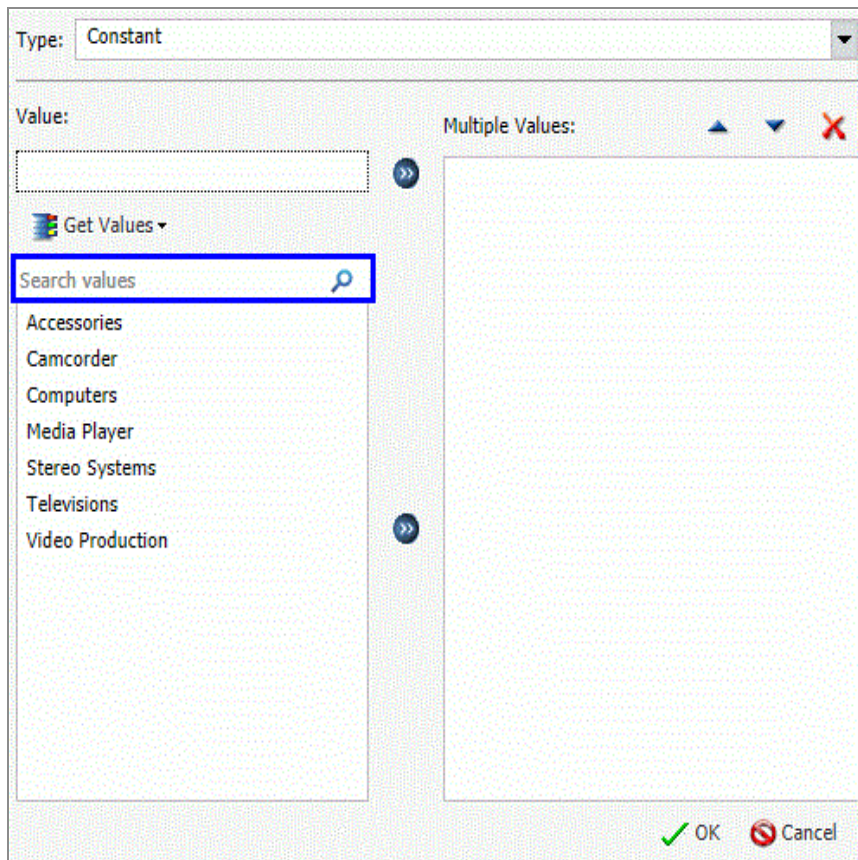 Type: Constant
Value:
Multiple Values:
Get Values
Search values
Accessories
Camcorder
Computers
Media Player
Stereo Systems
Televisions
Video Production
OK Cancel